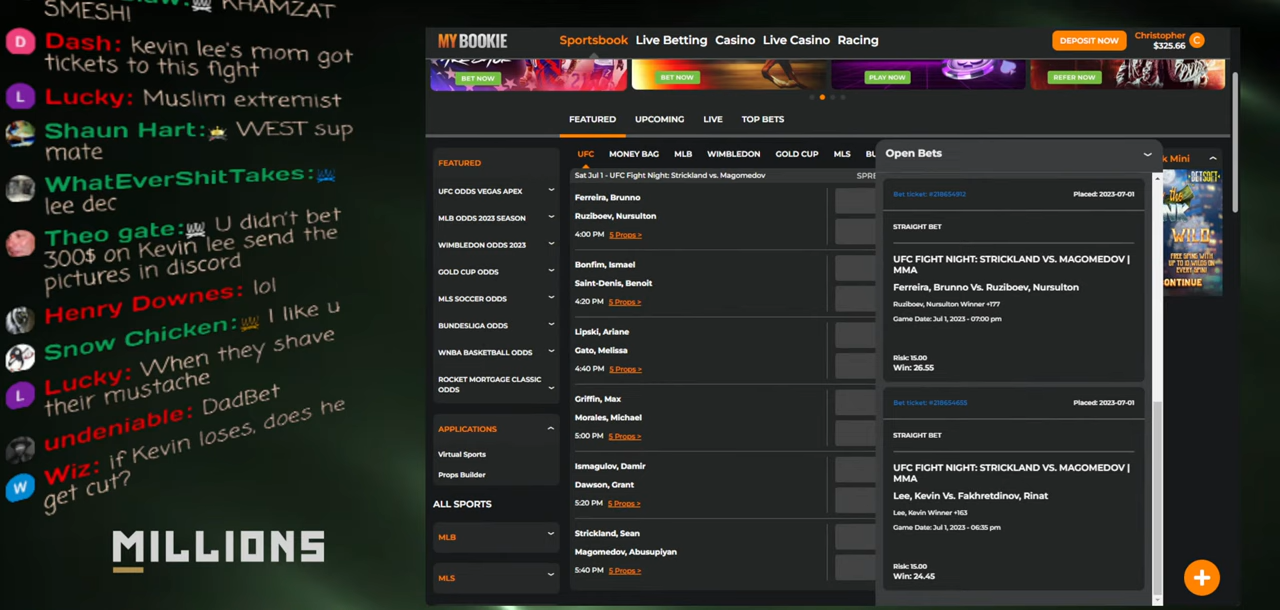 SMESHI
KHAMZAT
Dash: kevin lee's mom got
tickets to this fight
Lucky: Muslim extremist
Shaun Hart: WEST sup
mate
WhatEverShitTakes:
lee dec
Theo gate: U didn't bet
300$ on Kevin lee send the
pictures in discord
Henry Downes: lol
Snow Chicken: I like u
Lucky: When they shave
their mustache
undeniable: DadBet
Wiz: if Kevin loses, does he
get cut?
MILLIONS
MYBOOKIE
Sportsbook Live Betting Casino Live Casino Racing
DEPOSIT NOW
Christopher
$325.66
C
BET NOW
BET NOW
PLAY NOW
REFER NOW
FEATURED UPCOMING LIVE TOP BETS
FEATURED
UFC ODDS VEGAS APEX
MLB ODDS 2023 SEASON
WIMBLEDON ODDS 2023
GOLD CUP ODDS
MLS SOCCER ODDS
BUNDESLIGA ODDS
WNBA BASKETBALL ODDS
ROCKET MORTGAGE CLASSIC
ODDS
APPLICATIONS
Virtual Sports
Props Builder
ALL SPORTS
MLB
MLS
UFC MONEY BAG MLB WIMBLEDON GOLD CUP MLS BU
Sat Jul 1 - UFC Fight Night: Strickland vs. Magomedov SPRE
Ferreira, Brunno
Ruziboev, Nursulton
4:00 PM 5 Props >
Bonfim, Ismael
Saint-Denis, Benoit
4:20 PM 5 Props >
Lipski, Ariane
Gato, Melissa
4:40 PM 5 Props >
Griffin, Max
Morales, Michael
5:00 PM 5 Props >
Ismagulov, Damir
Dawson, Grant
5:20 PM 5 Props >
Strickland, Sean
Magomedov, Abusupiyan
5:40 PM 5 Props >
Open Bets
Bet ticket: #218654912 Placed: 2023-07-01
STRAIGHT BET
UFC FIGHT NIGHT: STRICKLAND VS. MAGOMEDOV |
MMA
Ferreira, Brunno Vs. Ruziboev, Nursulton
Ruziboev, Nursulton Winner +177
Game Date: Jul 1, 2023 - 07:00 pm
Risk: 15.00
Win: 26.55
Bet ticket: #218654655 Placed: 2023-07-01
STRAIGHT BET
UFC FIGHT NIGHT: STRICKLAND VS. MAGOMEDOV |
MMA
Lee, Kevin Vs. Fakhretdinov, Rinat
Lee, Kevin Winner +163
Game Date: Jul 1, 2023 - 06:35 pm
Risk: 15.00
Win: 24.45
k Mini
BETSOFT
WILD
ONTINUE